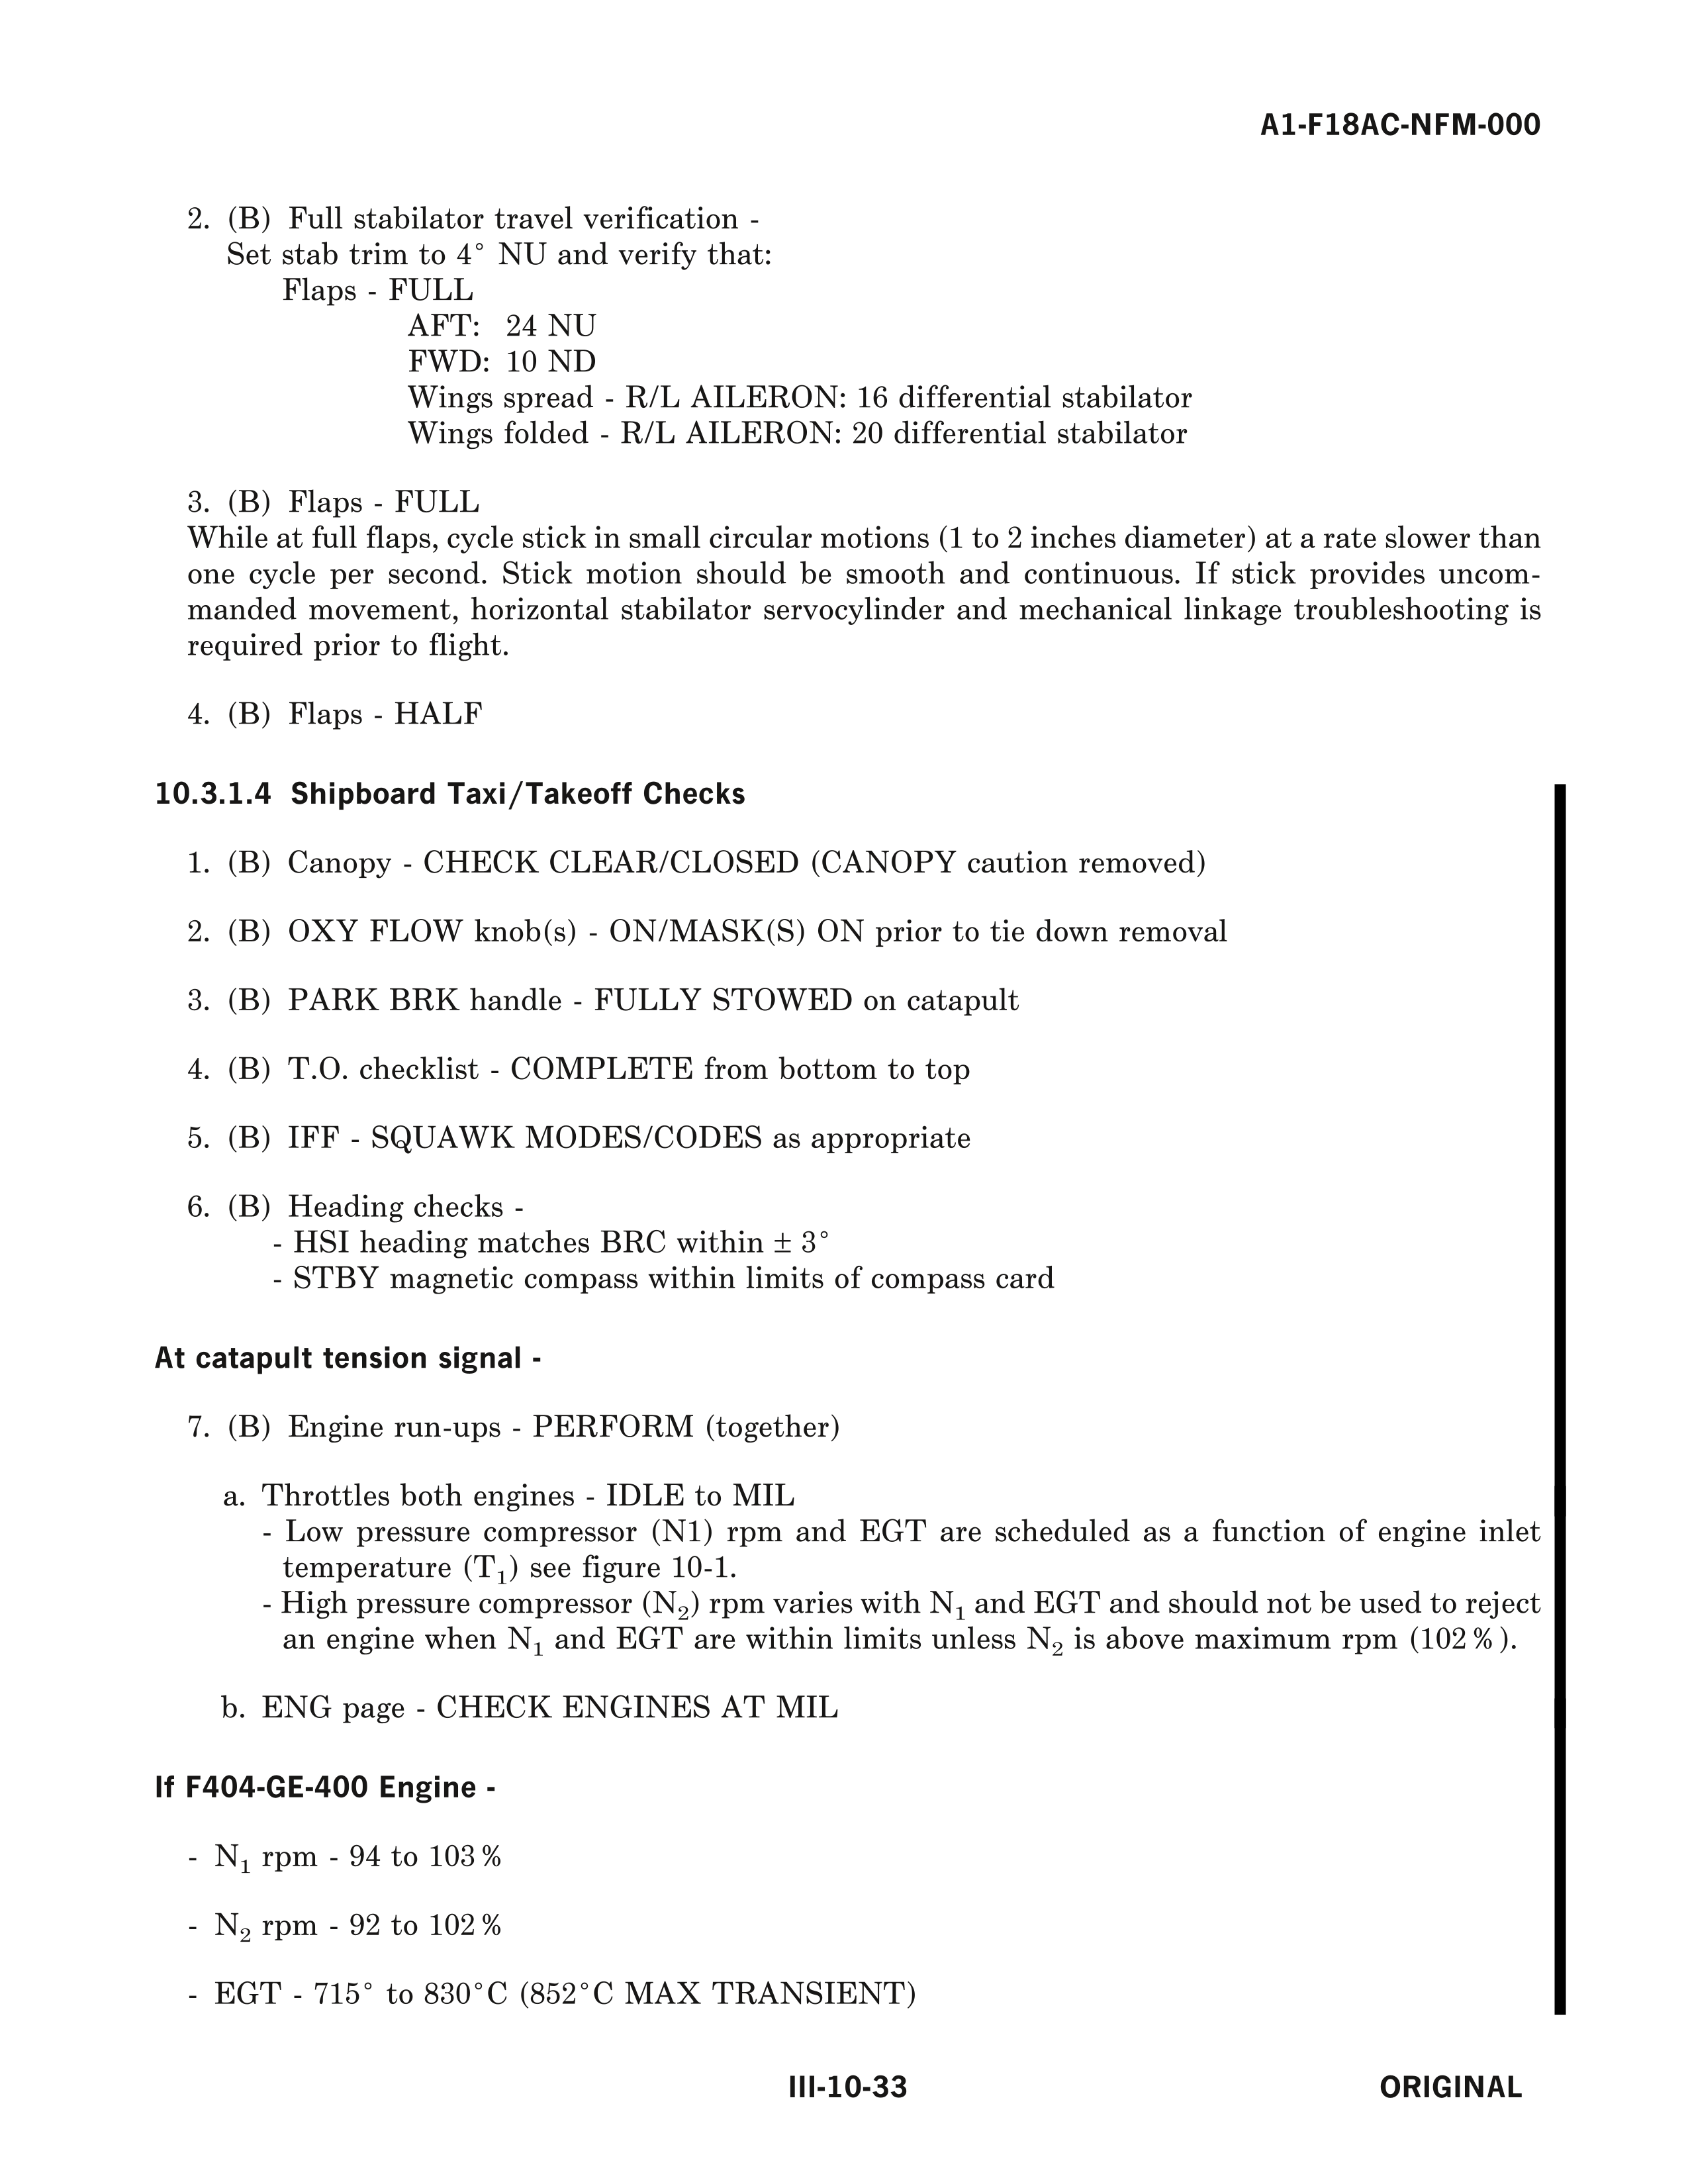 A1-F18AC-NFM-000
2. (B) Full stabilator travel verification -
Set stab trim to 4° NU and verify that:
Flaps - FULL
AFT: 24 NU
FWD: 10 ND
Wings spread - R/L AILERON: 16 differential stabilator
Wings folded - R/L AILERON: 20 differential stabilator
3. (B) Flaps - FULL
While at full flaps, cycle stick in small circular motions (1 to 2 inches diameter) at a rate slower than
one cycle per second. Stick motion should be smooth and continuous. If stick provides uncom-
manded movement, horizontal stabilator servocylinder and mechanical linkage troubleshooting is
required prior to flight.
4. (B) Flaps - HALF
10.3.1.4 Shipboard Taxi/Takeoff Checks
1. (B) Canopy - CHECK CLEAR/CLOSED (CANOPY caution removed)
2. (B) OXY FLOW knob(s) - ON/MASK(S) ON prior to tie down removal
3. (B) PARK BRK handle - FULLY STOWED on catapult
4. (B) T.O. checklist - COMPLETE from bottom to top
5. (B) IFF - SQUAWK MODES/CODES as appropriate
6. (B) Heading checks -
- HSI heading matches BRC within ± 3°
- STBY magnetic compass within limits of compass card
At catapult tension signal -
7. (B) Engine run-ups - PERFORM (together)
a. Throttles both engines - IDLE to MIL
- Low pressure compressor (N1) rpm and EGT are scheduled as a function of engine inlet
temperature (T₁) see figure 10-1.
- High pressure compressor (N₂) rpm varies with N₁ and EGT and should not be used to reject
an engine when N₁ and EGT are within limits unless N₂ is above maximum rpm (102%).
b. ENG page - CHECK ENGINES AT MIL
If F404-GE-400 Engine -
- N₁ rpm - 94 to 103%
- N₂ rpm - 92 to 102%
- EGT - 715° to 830°C (852°C MAX TRANSIENT)
III-10-33
ORIGINAL